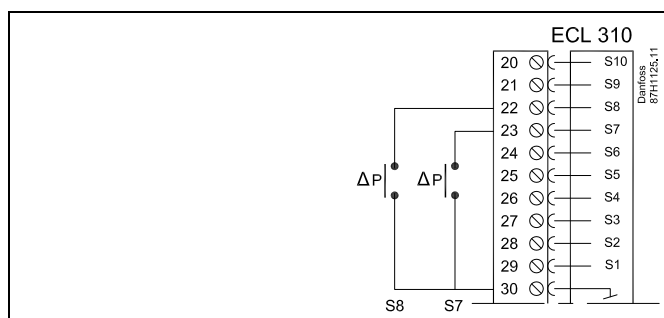 ECL 310
20 S10
21 S9
22 S8
23 S7
24 S6
25 S5
26 S4
27 S3
28 S2
29 S1
30
ΔP ΔP
S8 S7
Danfoss
87H1125.11